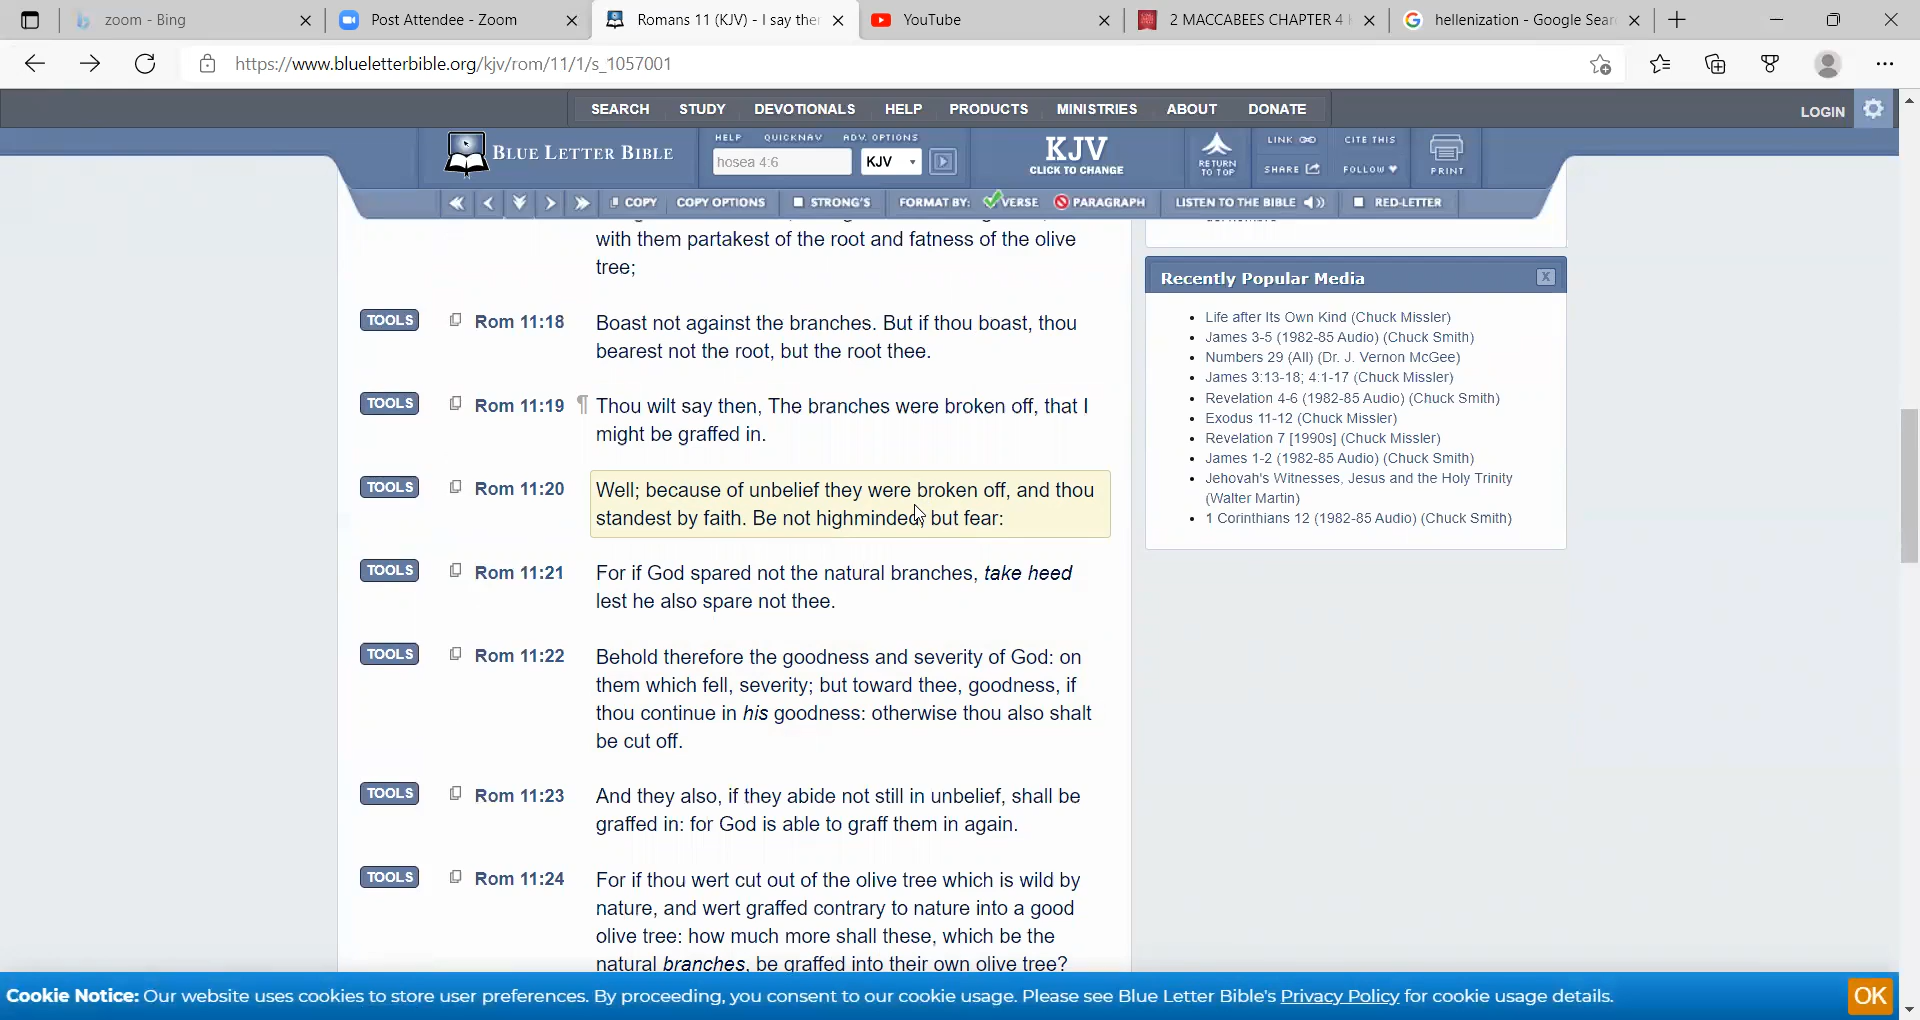 zoom - Bing
Post Attendee - Zoom
Romans 11 (KJV) - I say the
YouTube
2 MACCABEES CHAPTER 4
hellenization - Google Sear
https://www.blueletterbible.org/kjv/rom/11/1/s_1057001
SEARCH STUDY DEVOTIONALS HELP PRODUCTS MINISTRIES ABOUT DONATE
LOGIN
BLUE LETTER BIBLE
HELP QUICKNAV ADV. OPTIONS
hosea 4:6 KJV
KJV
CLICK TO CHANGE
RETURN
TO TOP
LINK
CITE THIS
SHARE
FOLLOW
PRINT
COPY COPY OPTIONS STRONG'S FORMAT BY: VERSE PARAGRAPH LISTEN TO THE BIBLE RED-LETTER
with them partakest of the root and fatness of the olive
tree;
TOOLS Rom 11:18 Boast not against the branches. But if thou boast, thou
bearest not the root, but the root thee.
TOOLS Rom 11:19 ¶ Thou wilt say then, The branches were broken off, that I
might be graffed in.
TOOLS Rom 11:20 Well; because of unbelief they were broken off, and thou
standest by faith. Be not highminded, but fear:
TOOLS Rom 11:21 For if God spared not the natural branches, take heed
lest he also spare not thee.
TOOLS Rom 11:22 Behold therefore the goodness and severity of God: on
them which fell, severity; but toward thee, goodness, if
thou continue in his goodness: otherwise thou also shalt
be cut off.
TOOLS Rom 11:23 And they also, if they abide not still in unbelief, shall be
graffed in: for God is able to graff them in again.
TOOLS Rom 11:24 For if thou wert cut out of the olive tree which is wild by
nature, and wert graffed contrary to nature into a good
olive tree: how much more shall these, which be the
natural branches, be graffed into their own olive tree?
Recently Popular Media X
• Life after Its Own Kind (Chuck Missler)
• James 3-5 (1982-85 Audio) (Chuck Smith)
• Numbers 29 (All) (Dr. J. Vernon McGee)
• James 3:13-18; 4:1-17 (Chuck Missler)
• Revelation 4-6 (1982-85 Audio) (Chuck Smith)
• Exodus 11-12 (Chuck Missler)
• Revelation 7 [1990s] (Chuck Missler)
• James 1-2 (1982-85 Audio) (Chuck Smith)
• Jehovah's Witnesses, Jesus and the Holy Trinity
(Walter Martin)
• 1 Corinthians 12 (1982-85 Audio) (Chuck Smith)
Cookie Notice: Our website uses cookies to store user preferences. By proceeding, you consent to our cookie usage. Please see Blue Letter Bible's Privacy Policy for cookie usage details. OK